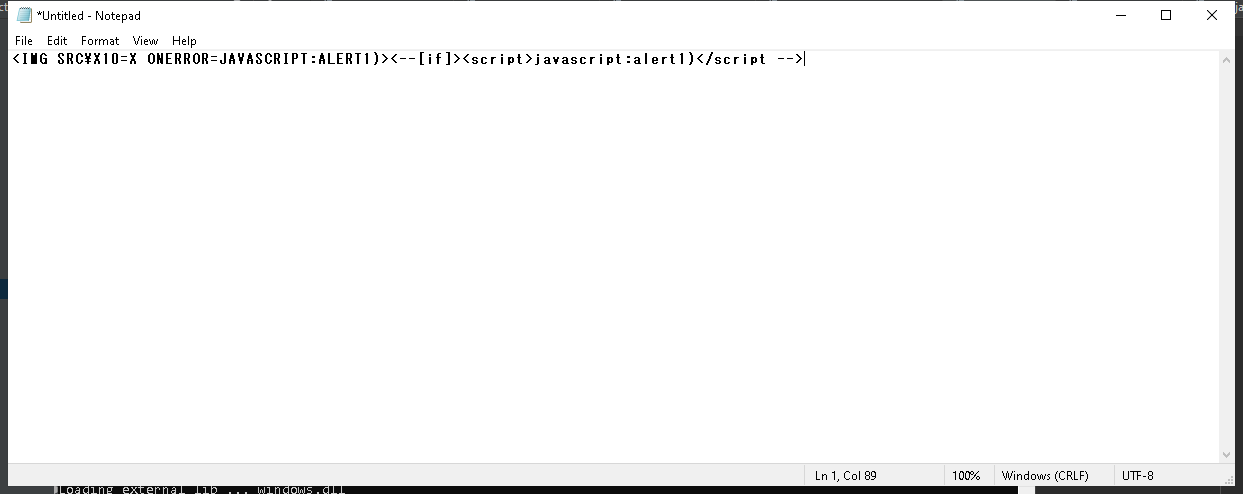 *Untitled - Notepad
File Edit Format View Help
<IMG SRC¥X10=X ONERROR=JAVASCRIPT:ALERT1)><--[if]><script>javascript:alert1)</script -->
Ln 1, Col 89 100% Windows (CRLF) UTF-8
Loading external lib ... windows.dll